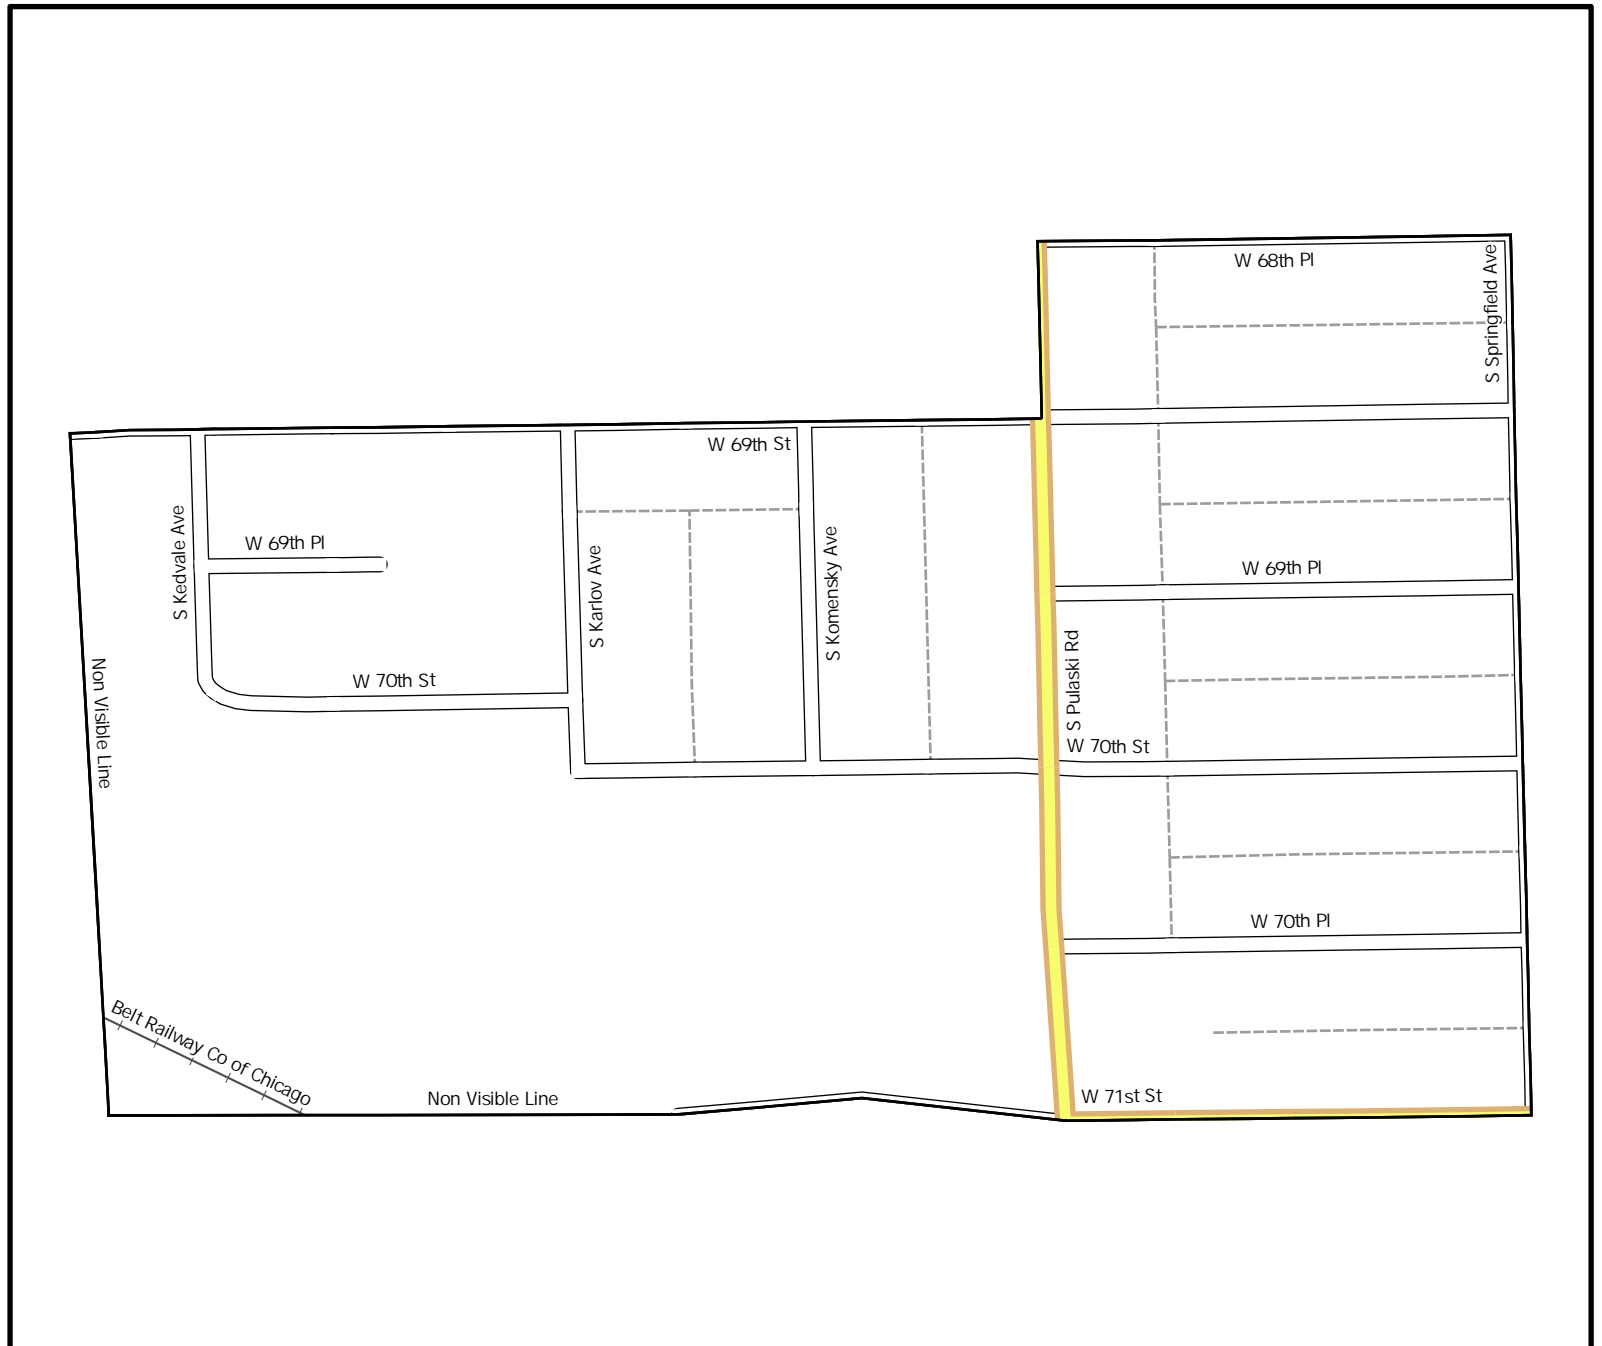 W 68th Pl
S Springfield Ave
W 69th St
S Kedvale Ave
W 69th Pl
S Karlov Ave
S Komensky Ave
W 69th Pl
Non Visible Line
W 70th St
S Pulaski Rd
W 70th St
W 70th Pl
Belt Railway Co of Chicago
Non Visible Line
W 71st St